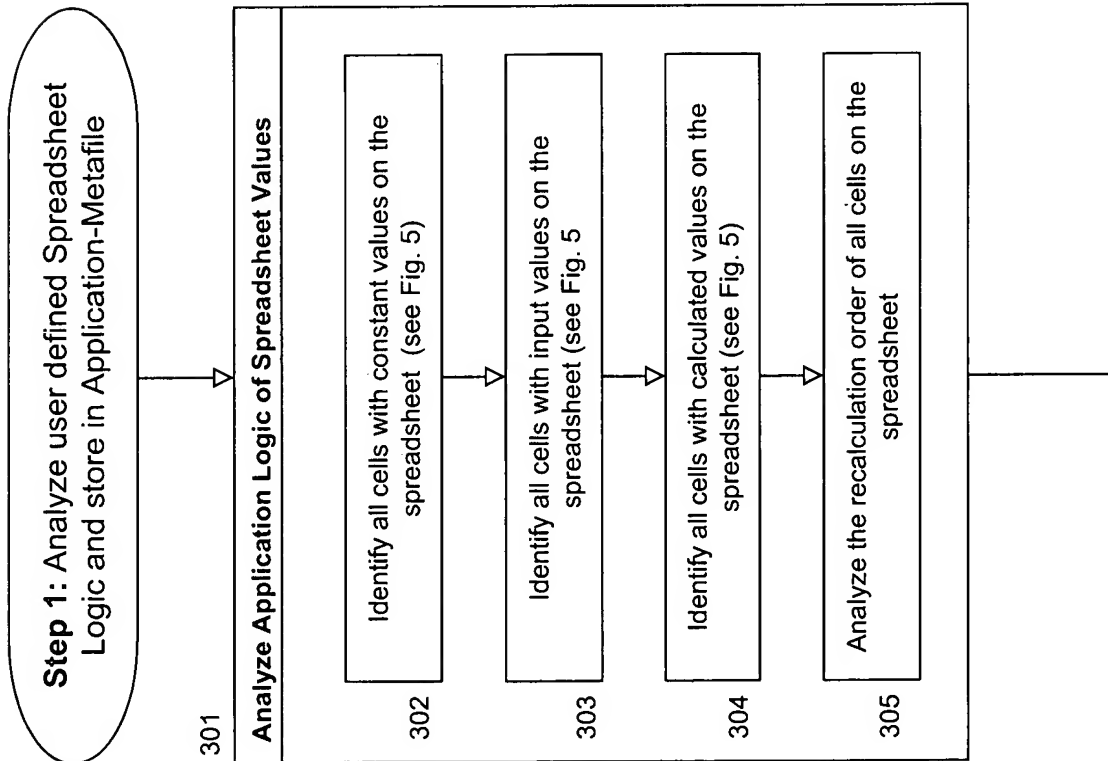 Step 1: Analyze user defined Spreadsheet
Logic and store in Application-Metafile
301
Analyze Application Logic of Spreadsheet Values
302
Identify all cells with constant values on the
spreadsheet (see Fig. 5)
303
Identify all cells with input values on the
spreadsheet (see Fig. 5
304
Identify all cells with calculated values on the
spreadsheet (see Fig. 5)
305
Analyze the recalculation order of all cells on the
spreadsheet